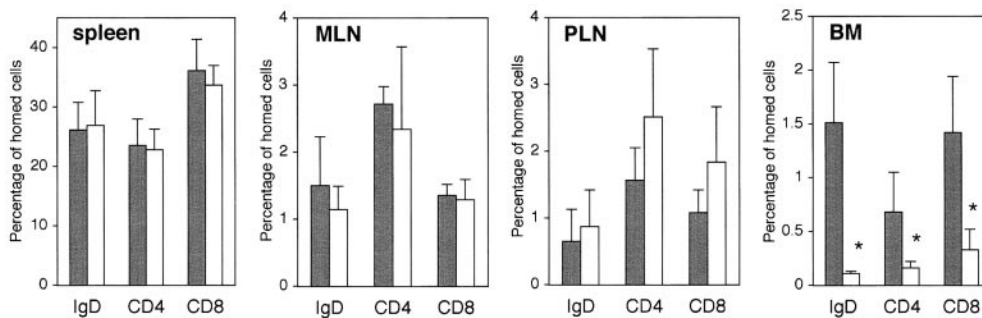 spleen
Percentage of homed cells
40
30
20
10
0
IgD CD4 CD8
MLN
Percentage of homed cells
4
3
2
1
0
IgD CD4 CD8
PLN
Percentage of homed cells
4
3
2
1
0
IgD CD4 CD8
BM
Percentage of homed cells
2.5
2
1.5
1
0.5
0
* * *
IgD CD4 CD8